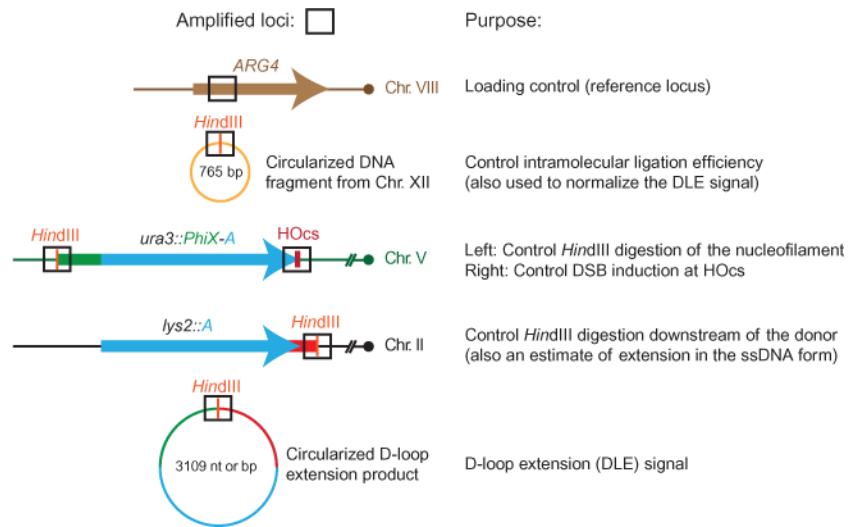 Amplified loci: Purpose:
ARG4
Chr. VIII Loading control (reference locus)
HindIII
765 bp
Circularized DNA
fragment from Chr. XII
Control intramolecular ligation efficiency
(also used to normalize the DLE signal)
HindIII ura3::PhiX-A HOcs
Chr. V
Left: Control HindIII digestion of the nucleofilament
Right: Control DSB induction at HOcs
lys2::A HindIII
Chr. II
Control HindIII digestion downstream of the donor
(also an estimate of extension in the ssDNA form)
HindIII
3109 nt or bp
Circularized D-loop
extension product
D-loop extension (DLE) signal